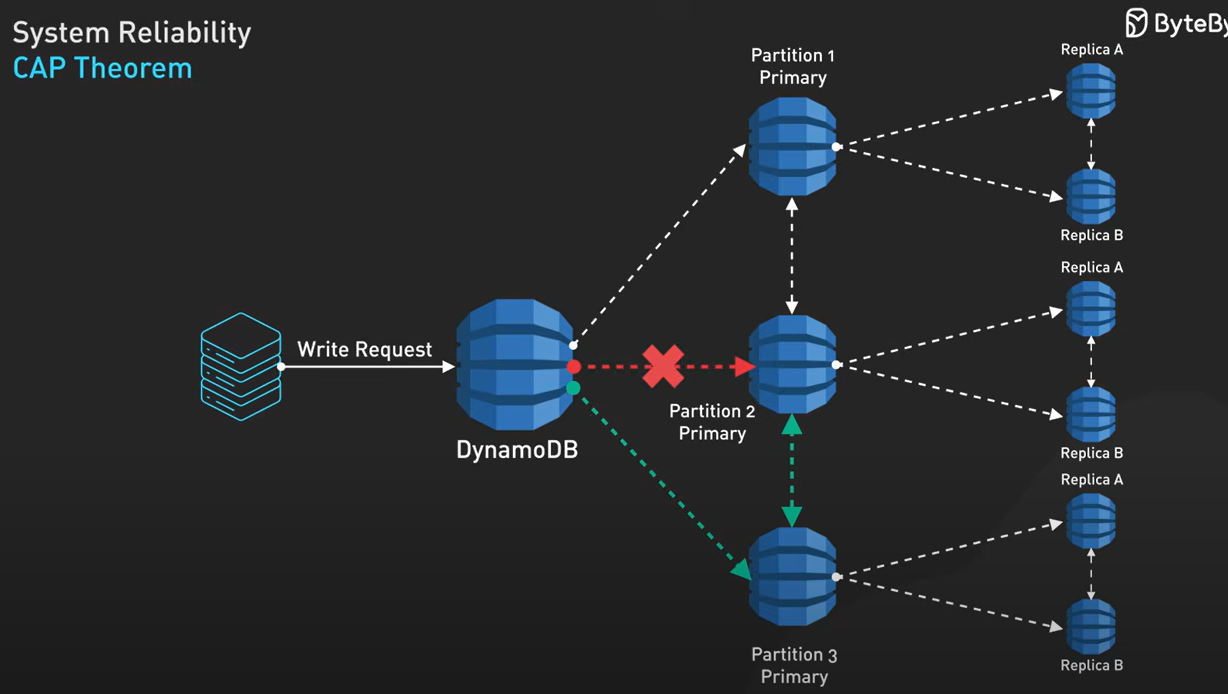 System Reliability
CAP Theorem
ByteBy
Partition 1
Primary
Replica A
Replica B
Replica A
Write Request
DynamoDB
Partition 2
Primary
Replica B
Replica A
Partition 3
Primary
Replica B